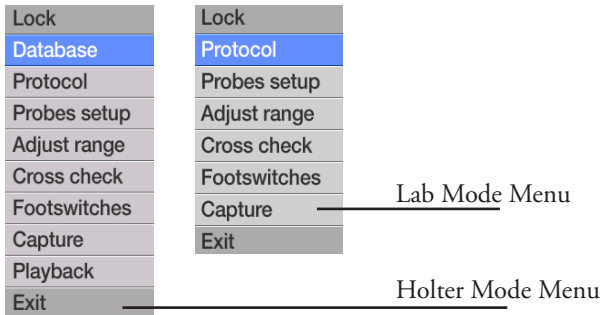 Lock
Database
Protocol
Probes setup
Adjust range
Cross check
Footswitches
Capture
Playback
Exit
Lock
Protocol
Probes setup
Adjust range
Cross check
Footswitches
Capture
Exit
Lab Mode Menu
Holter Mode Menu